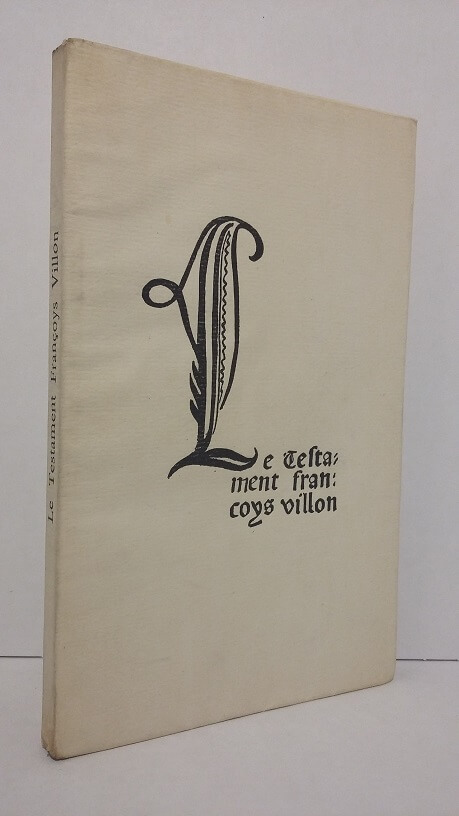 Le Testament Françoys Villon
Le Testa-
ment fran-
coys villon